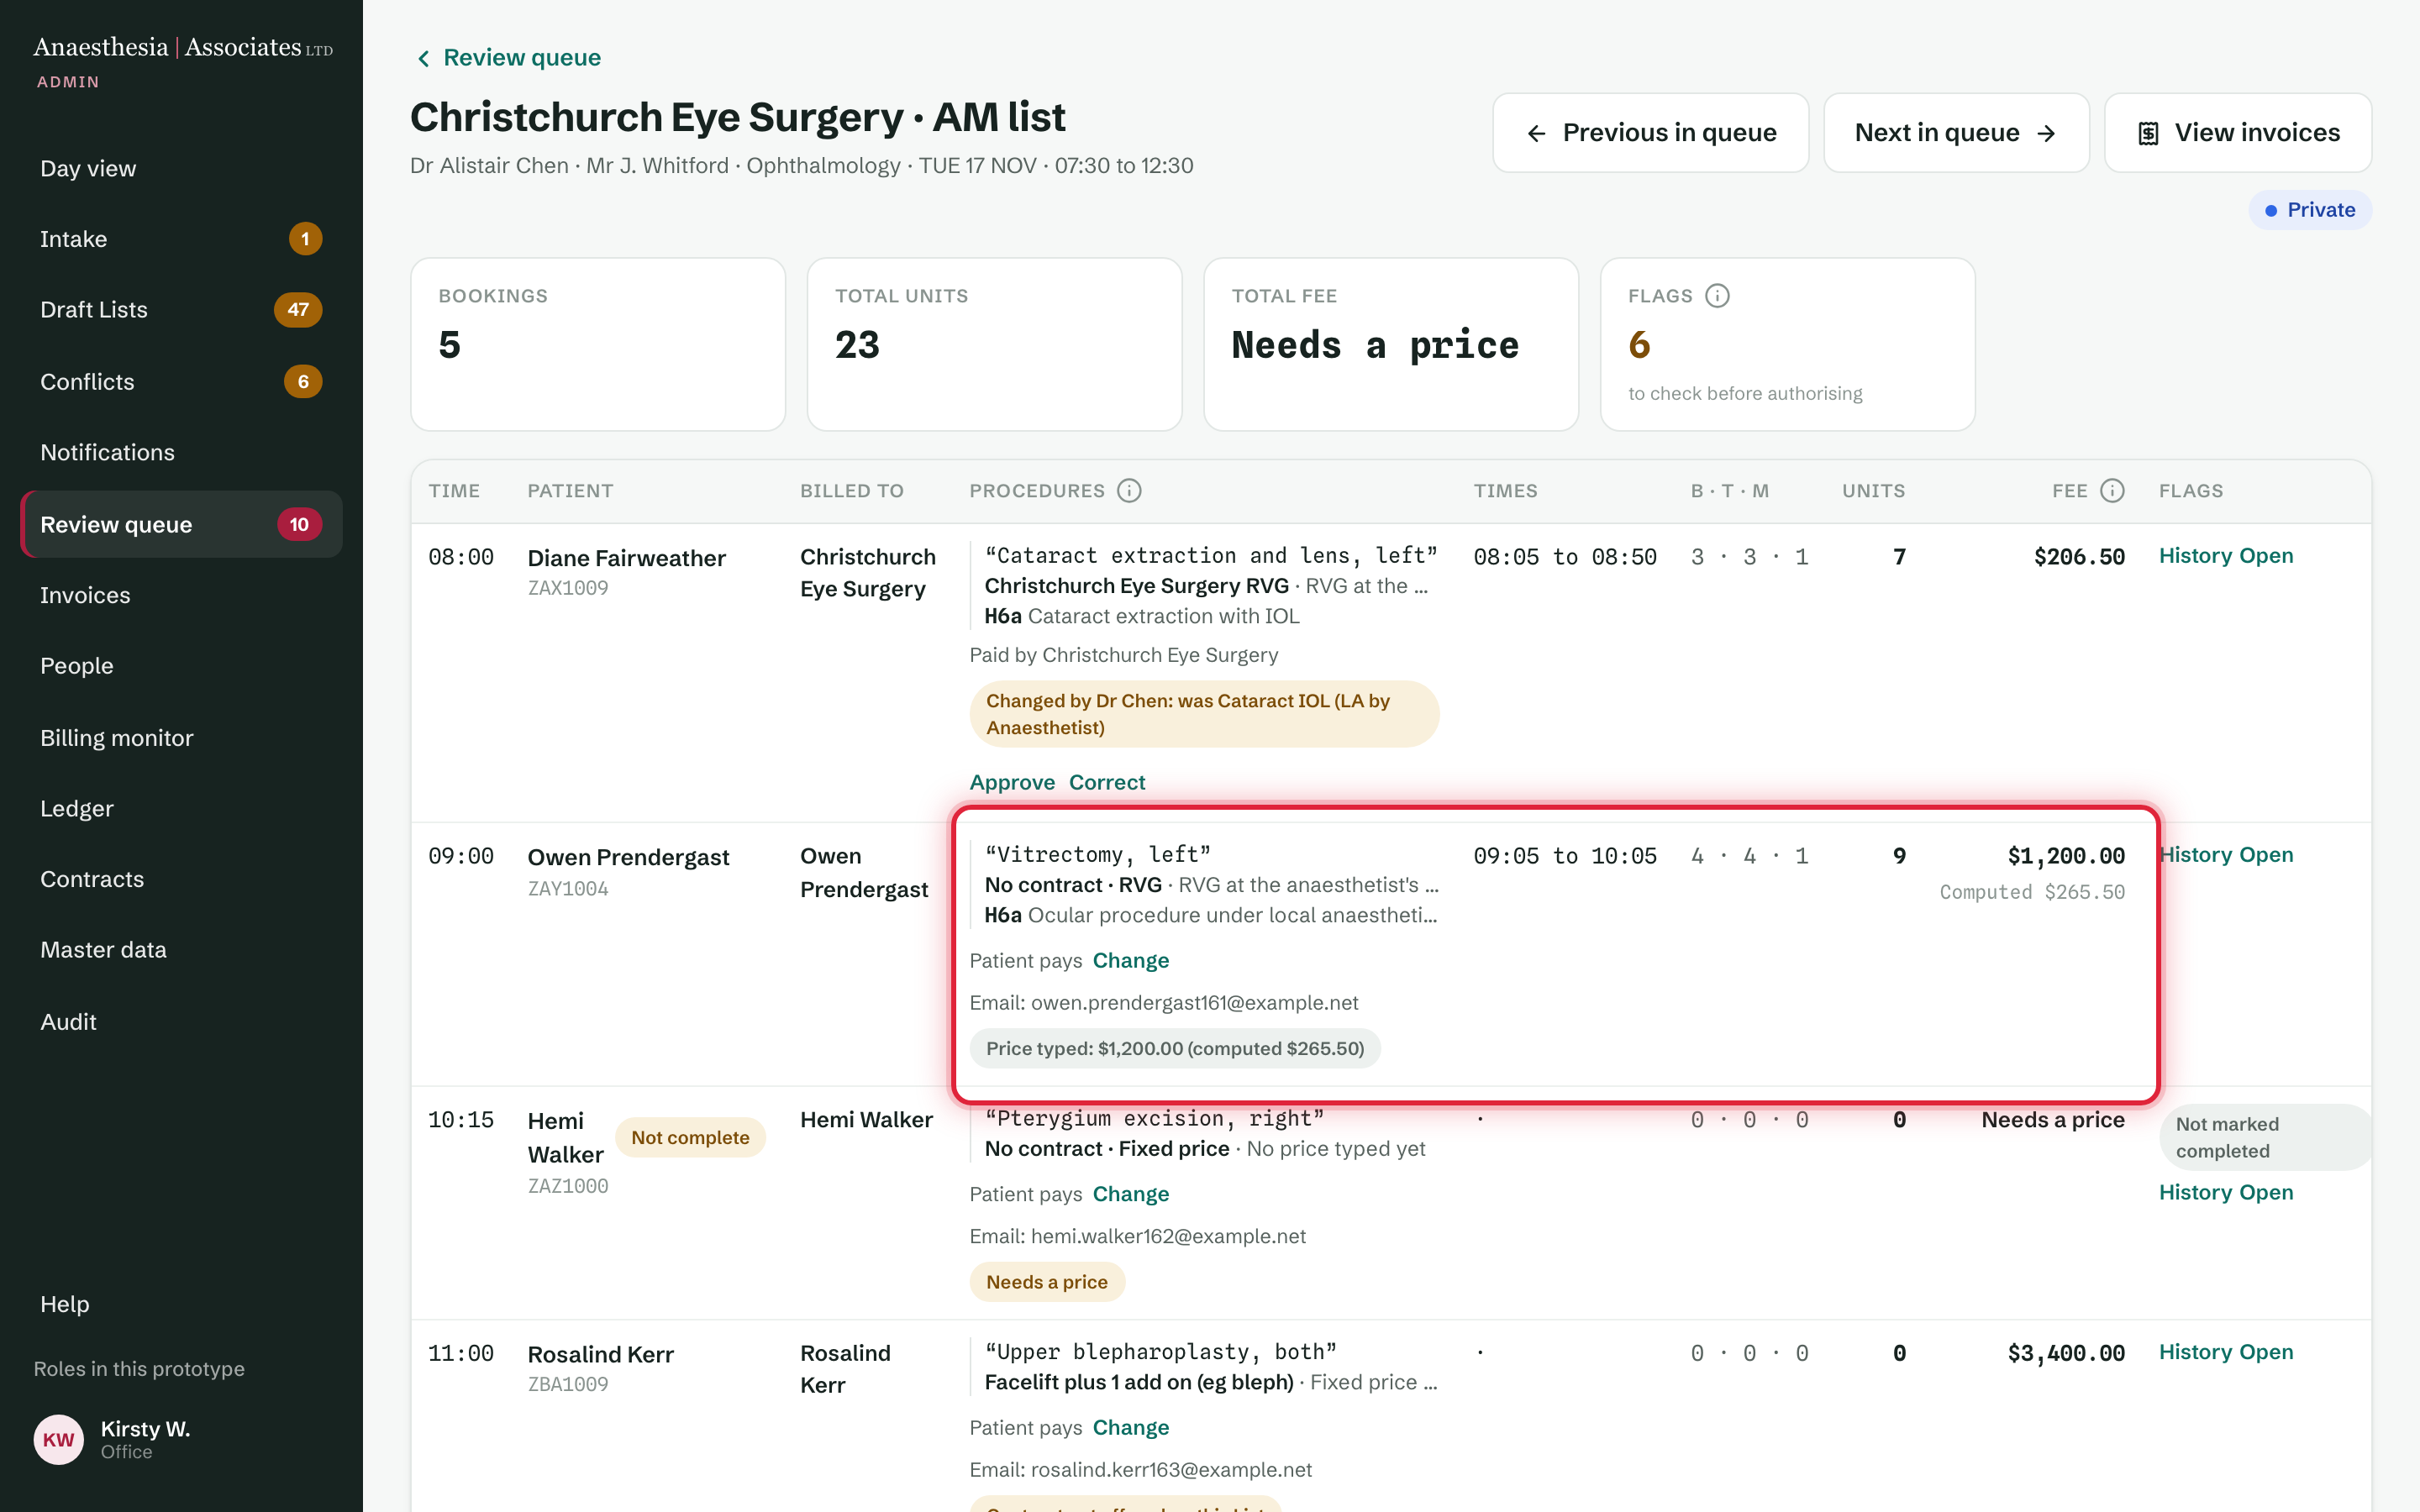 Anaesthesia | Associates LTD
ADMIN
Day view
Intake 1
Draft Lists 47
Conflicts 6
Notifications
Review queue 10
Invoices
People
Billing monitor
Ledger
Contracts
Master data
Audit
Help
Roles in this prototype
KW Kirsty W.
Office
Review queue
Christchurch Eye Surgery · AM list
Dr Alistair Chen · Mr J. Whitford · Ophthalmology · TUE 17 NOV · 07:30 to 12:30
Previous in queue
Next in queue
View invoices
Private
BOOKINGS
5
TOTAL UNITS
23
TOTAL FEE
Needs a price
FLAGS
6
to check before authorising
TIME PATIENT BILLED TO PROCEDURES TIMES B · T · M UNITS FEE FLAGS
08:00
Diane Fairweather
ZAX1009
Christchurch
Eye Surgery
“Cataract extraction and lens, left”
Christchurch Eye Surgery RVG · RVG at the ...
H6a Cataract extraction with IOL
Paid by Christchurch Eye Surgery
Changed by Dr Chen: was Cataract IOL (LA by
Anaesthetist)
Approve Correct
08:05 to 08:50
3 · 3 · 1
7
$206.50
History Open
09:00
Owen Prendergast
ZAY1004
Owen
Prendergast
“Vitrectomy, left”
No contract · RVG · RVG at the anaesthetist's ...
H6a Ocular procedure under local anaestheti...
Patient pays Change
Email: owen.prendergast161@example.net
Price typed: $1,200.00 (computed $265.50)
09:05 to 10:05
4 · 4 · 1
9
$1,200.00
Computed $265.50
History Open
10:15
Hemi
Walker
Not complete
ZAZ1000
Hemi Walker
“Pterygium excision, right”
No contract · Fixed price · No price typed yet
Patient pays Change
Email: hemi.walker162@example.net
Needs a price
·
0 · 0 · 0
0
Needs a price
Not marked
completed
History Open
11:00
Rosalind Kerr
ZBA1009
Rosalind
Kerr
“Upper blepharoplasty, both”
Facelift plus 1 add on (eg bleph) · Fixed price ...
Patient pays Change
Email: rosalind.kerr163@example.net
·
0 · 0 · 0
0
$3,400.00
History Open